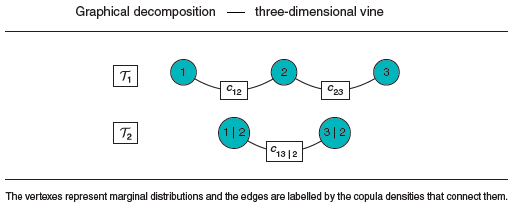 Graphical decomposition — three-dimensional vine
T1 1 2 3
c12 c23
T2 1 | 2 3 | 2
c13 | 2
The vertexes represent marginal distributions and the edges are labelled by the copula densities that connect them.